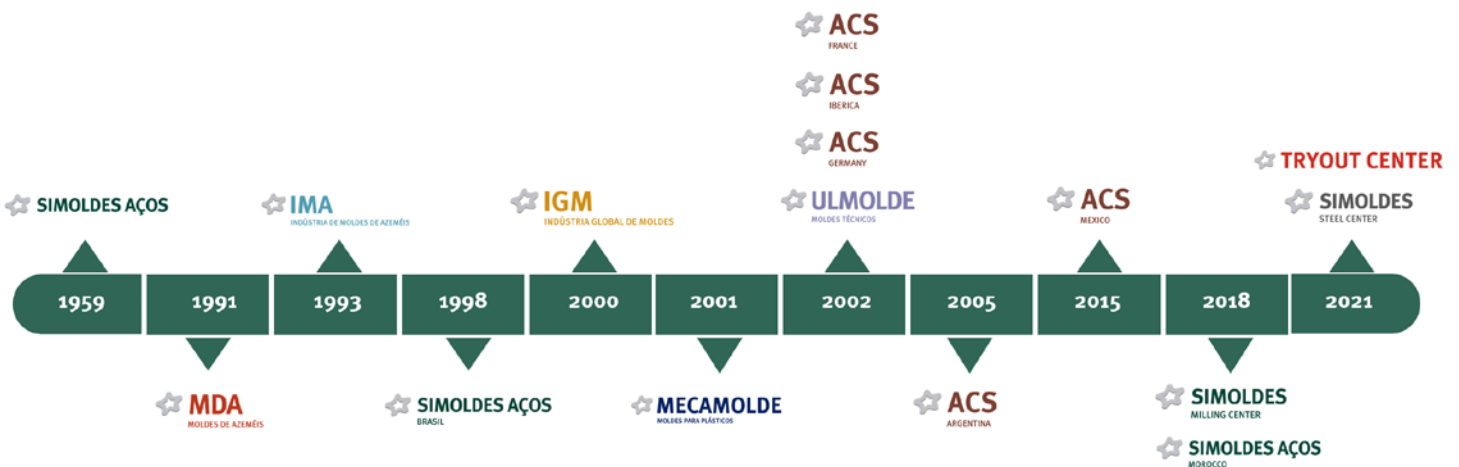 ACS
FRANCE
ACS
IBERICA
ACS
GERMANY
TRYOUT CENTER
SIMOLDES AÇOS
IMA
INDÚSTRIA DE MOLDES DE AZEMÉIS
IGM
INDÚSTRIA GLOBAL DE MOLDES
ULMOLDE
MOLDES TÉCNICOS
ACS
MEXICO
SIMOLDES
STEEL CENTER
1959
1991
1993
1998
2000
2001
2002
2005
2015
2018
2021
MDA
MOLDES DE AZEMÉIS
SIMOLDES AÇOS
BRASIL
MECAMOLDE
MOLDES PARA PLÁSTICOS
ACS
ARGENTINA
SIMOLDES
MILLING CENTER
SIMOLDES AÇOS
MOROCCO